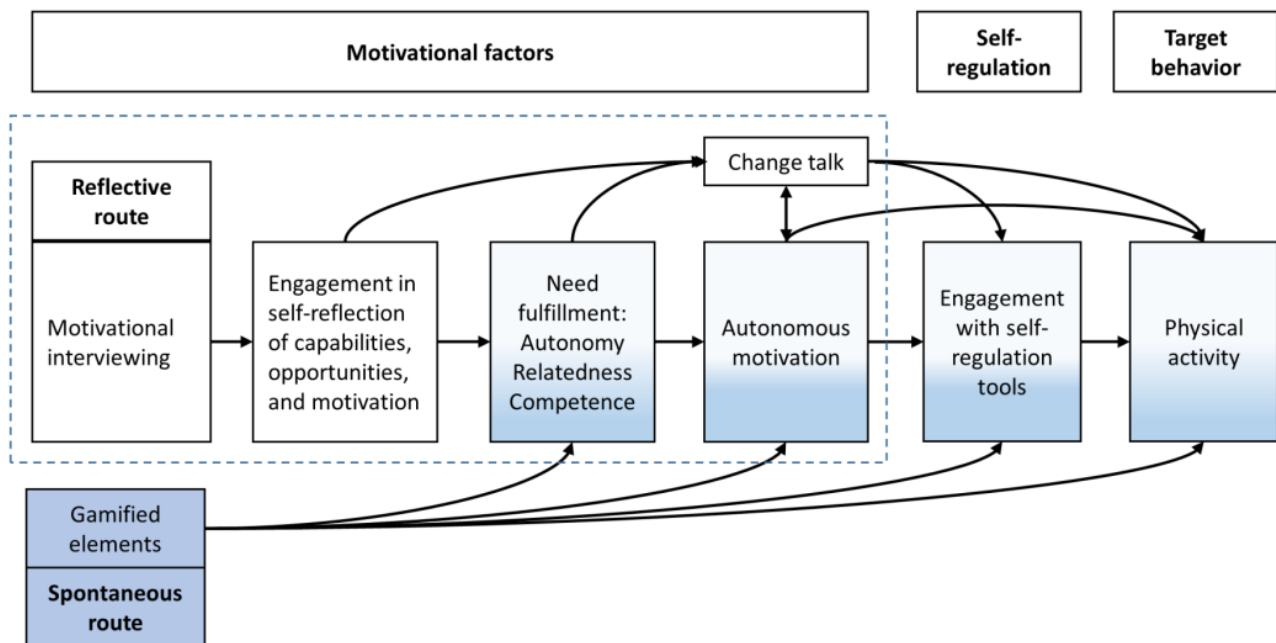 Motivational factors
Self-
regulation
Target
behavior
Change talk
Reflective
route
Motivational
interviewing
Engagement in
self-reflection
of capabilities,
opportunities,
and motivation
Need
fulfillment:
Autonomy
Relatedness
Competence
Autonomous
motivation
Engagement
with self-
regulation
tools
Physical
activity
Gamified
elements
Spontaneous
route